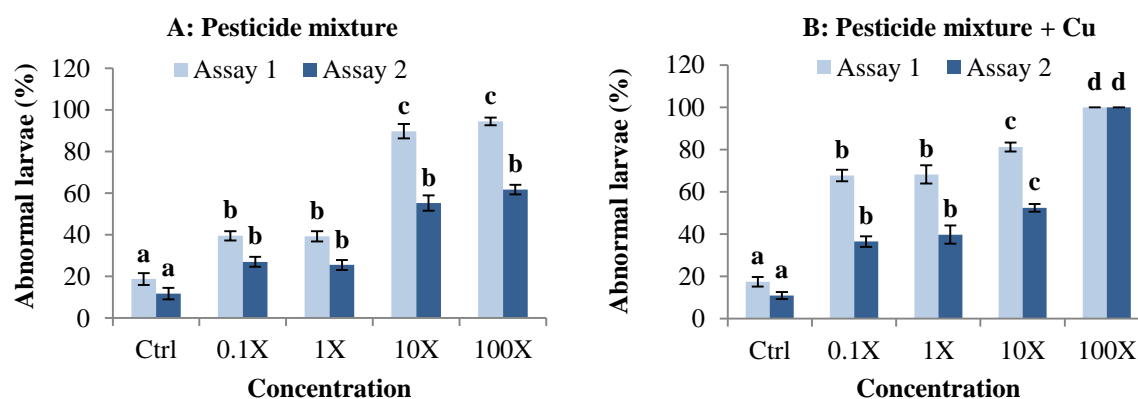 A: Pesticide mixture
Assay 1 Assay 2
Abnormal larvae (%)
120
100
80
60
40
20
0
a a b b b b c b c b
Ctrl 0.1X 1X 10X 100X
Concentration
B: Pesticide mixture + Cu
Assay 1 Assay 2
Abnormal larvae (%)
120
100
80
60
40
20
0
a a b b b b c c d d
Ctrl 0.1X 1X 10X 100X
Concentration